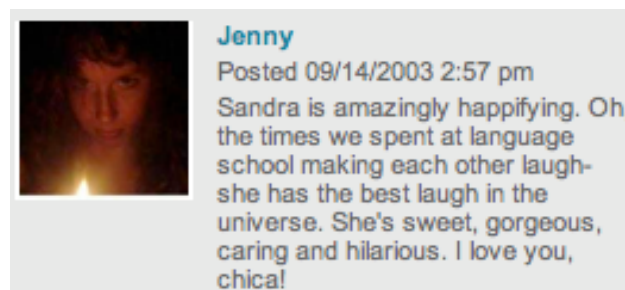 Jenny
Posted 09/14/2003 2:57 pm
Sandra is amazingly happifying. Oh
the times we spent at language
school making each other laugh-
she has the best laugh in the
universe. She's sweet, gorgeous,
caring and hilarious. I love you,
chica!